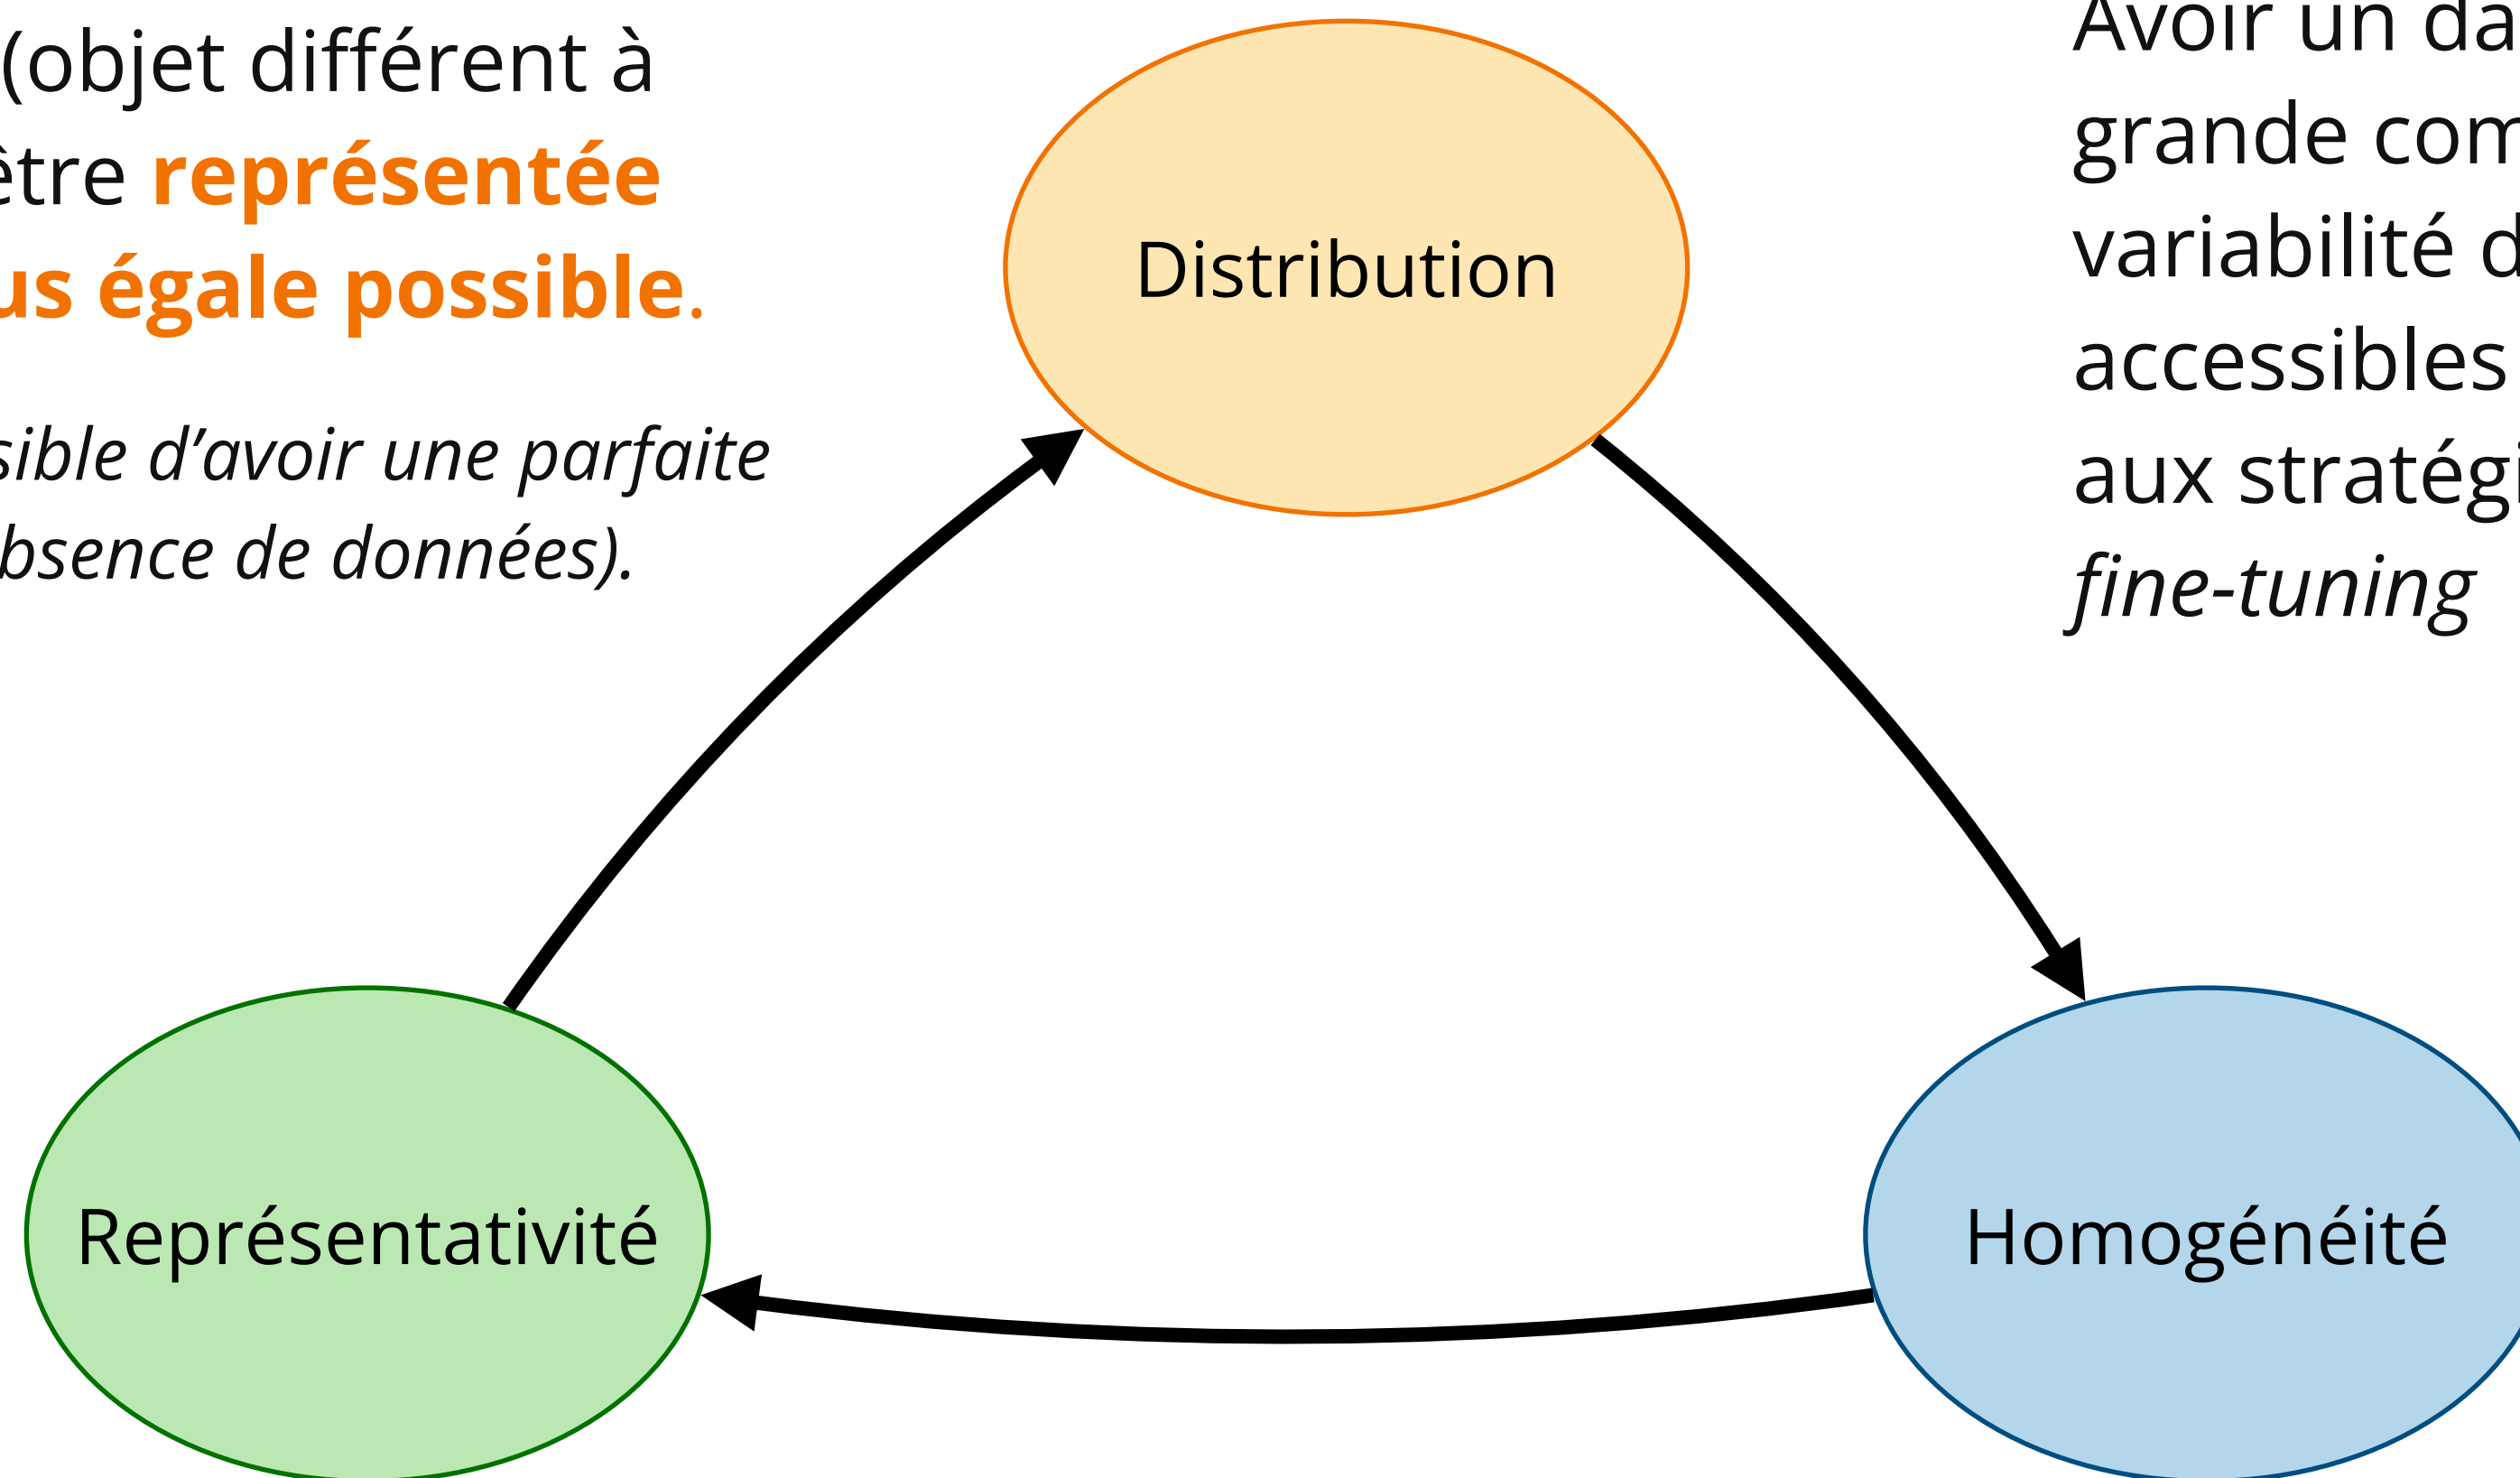 (objet différent à
être représentée
us égale possible.
sible d’avoir une parfaite
bsence de données).
Distribution
Avoir un da
grande com
variabilité d
accessibles
aux stratégi
fine-tuning
Représentativité
Homogénéité